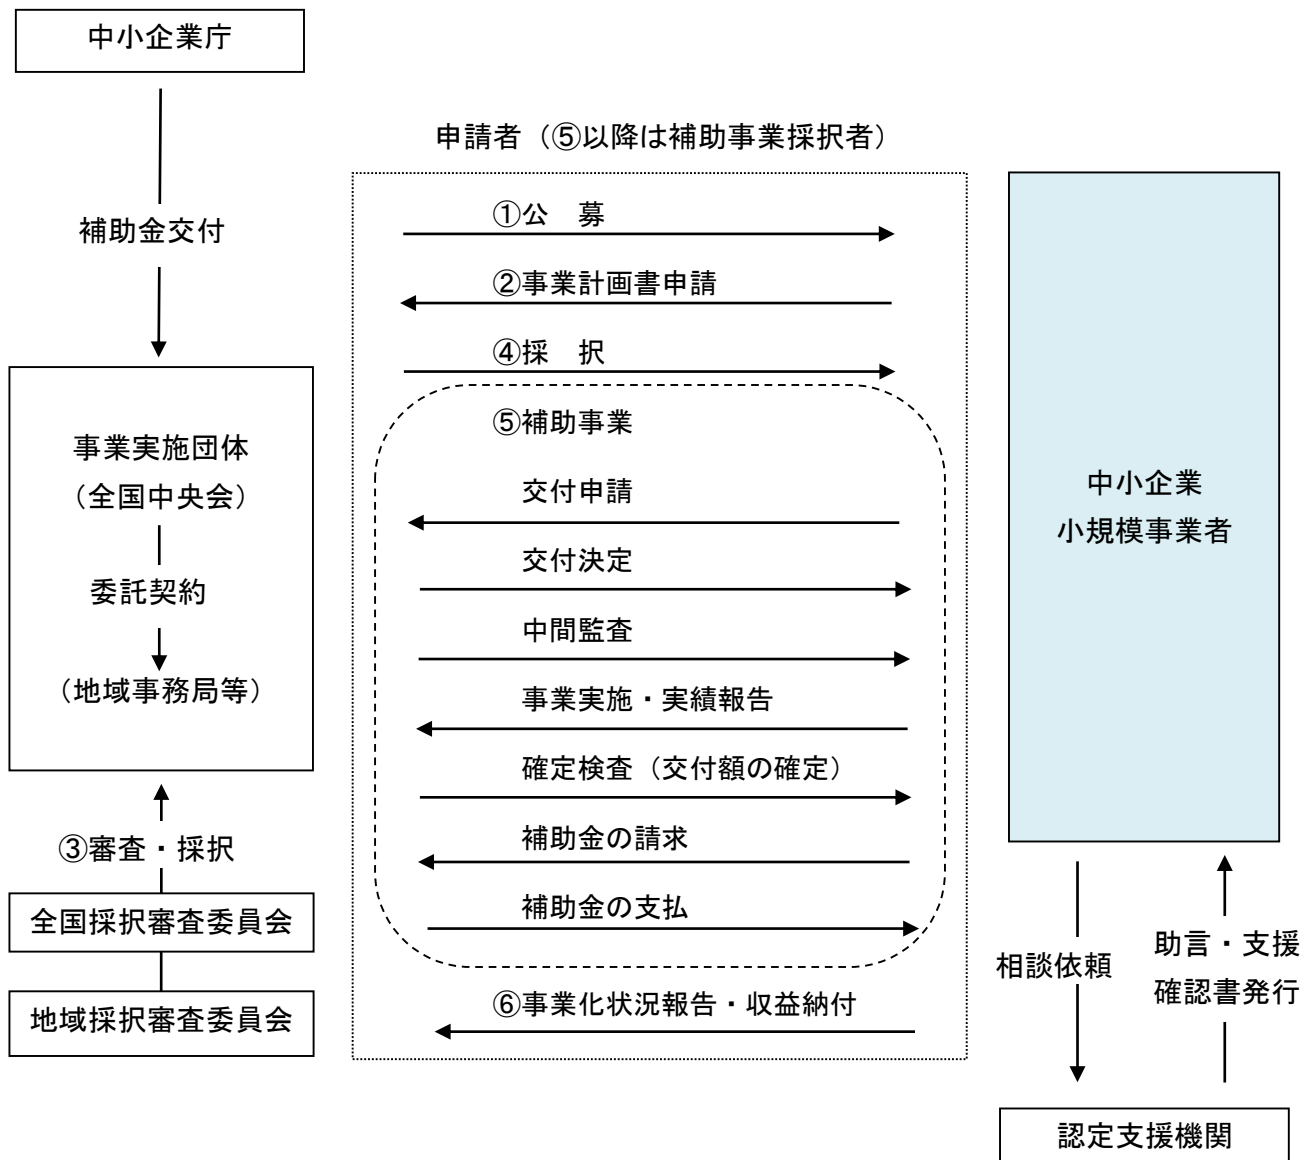 中小企業庁
補助金交付
事業実施団体
（全国中央会）
委託契約
（地域事務局等）
③審査・採択
全国採択審査委員会
地域採択審査委員会
申請者（⑤以降は補助事業採択者）
①公　募
②事業計画書申請
④採　択
⑤補助事業
交付申請
交付決定
中間監査
事業実施・実績報告
確定検査（交付額の確定）
補助金の請求
補助金の支払
⑥事業化状況報告・収益納付
中小企業
小規模事業者
相談依頼
助言・支援
確認書発行
認定支援機関